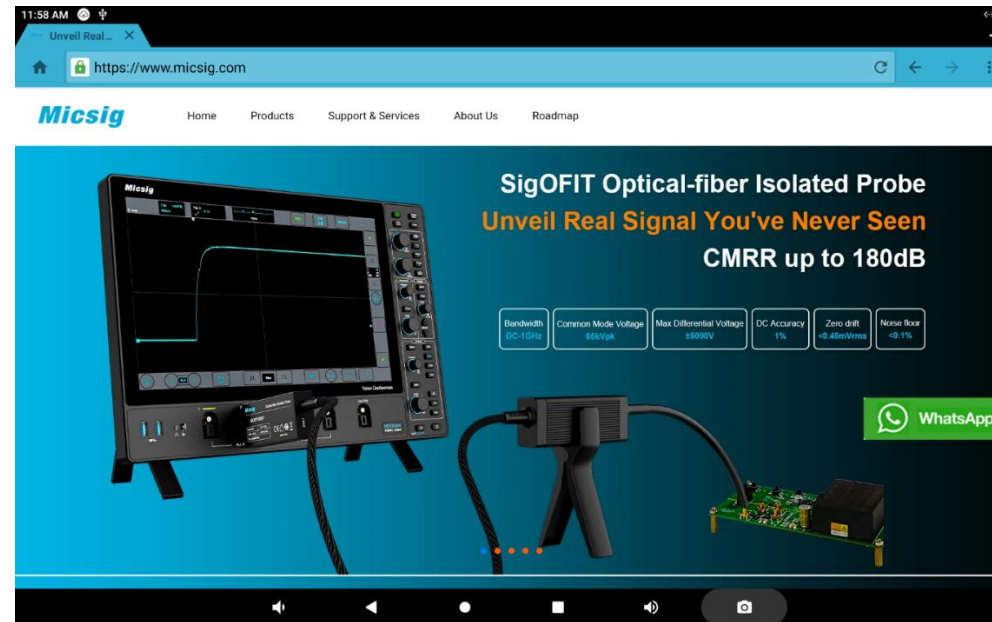 11:58 AM
Unveil Real...
https://www.micsig.com
Micsig
Home Products Support & Services About Us Roadmap
Micsig
SigOFIT Optical-fiber Isolated Probe
Unveil Real Signal You've Never Seen
CMRR up to 180dB
Bandwidth
DC-1GHz
Common Mode Voltage
85kVpk
Max Differential Voltage
±5000V
DC Accuracy
1%
Zero drift
<0.45mVrms
Noise floor
<0.1%
WhatsApp